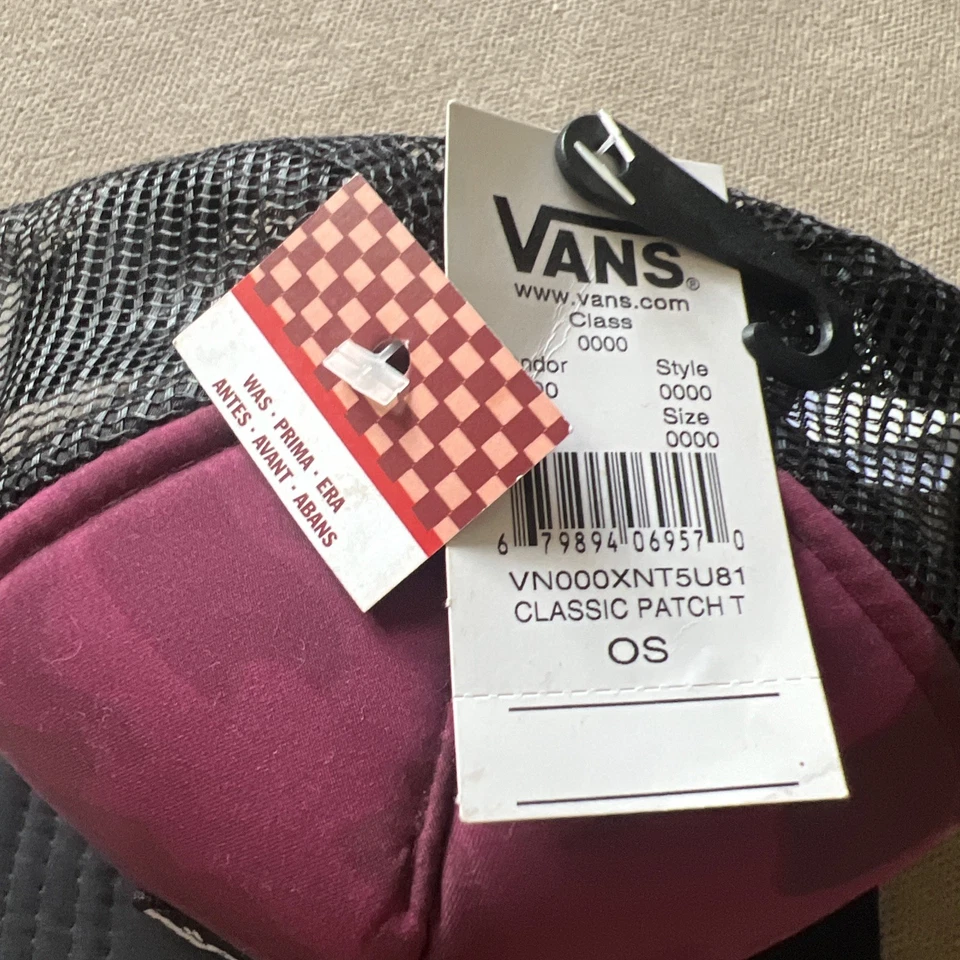 VANS®
www.vans.com
Class
0000
Style
0000
Size
0000
6 79894 06957 0
VN000XNT5U81
CLASSIC PATCH T
OS
WAS · PRIMA · ERA
ANTES · AVANT · ABANS